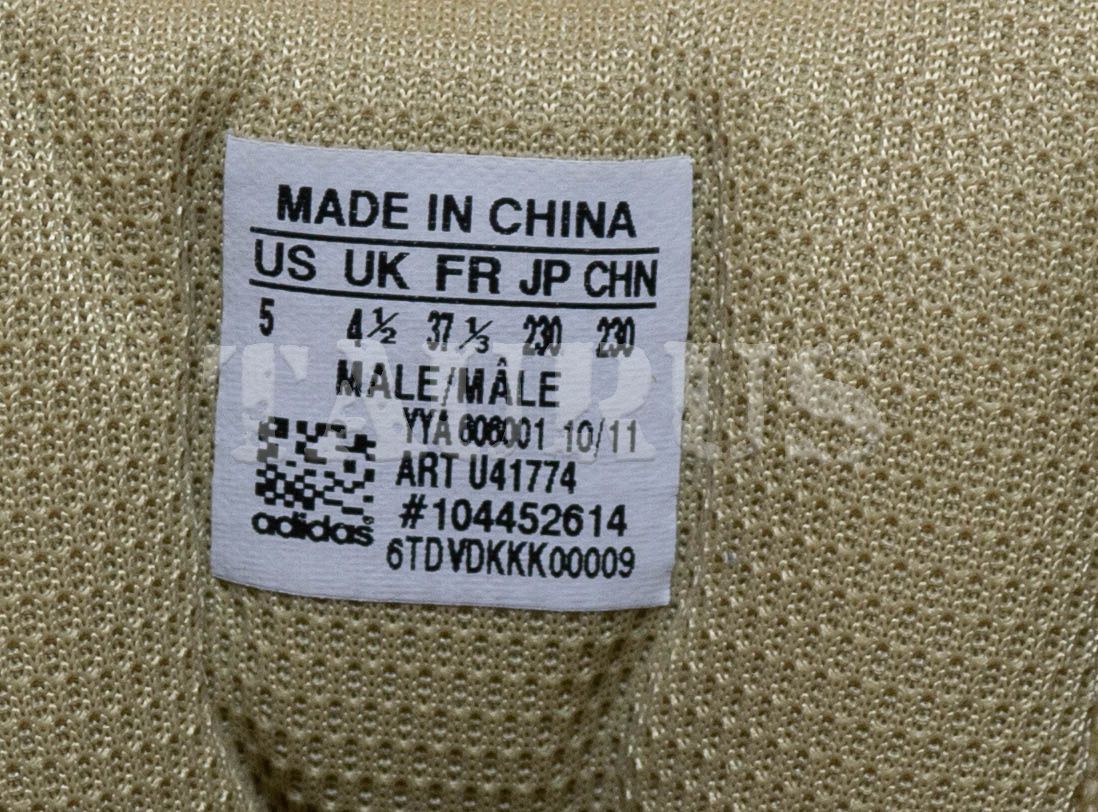 MADE IN CHINA
US UK FR JP CHN
5 4½ 37⅓ 230 230
MALE/MÂLE
YYA 606001 10/11
ART U41774
#104452614
adidas®
6TDVDKKK00009
TAURUS